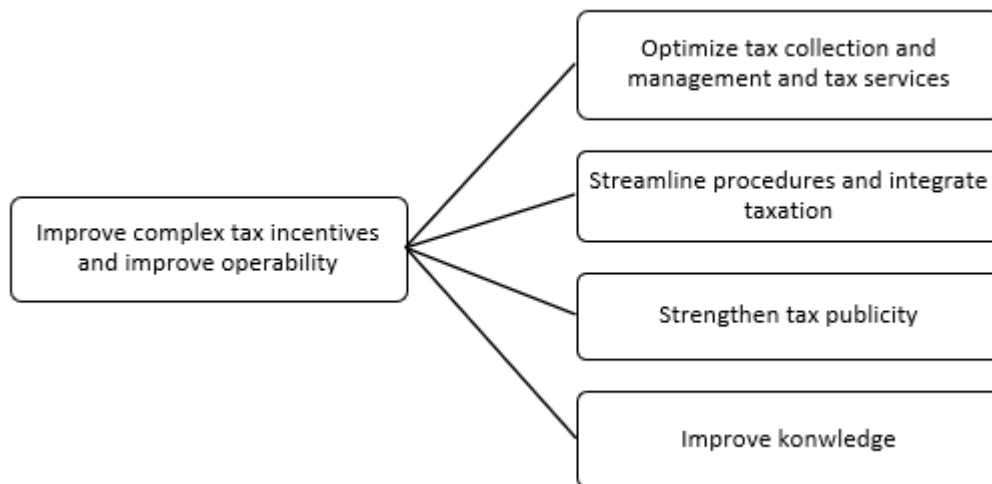 Optimize tax collection and
management and tax services
Streamline procedures and integrate
taxation
Improve complex tax incentives
and improve operability
Strengthen tax publicity
Improve konwledge